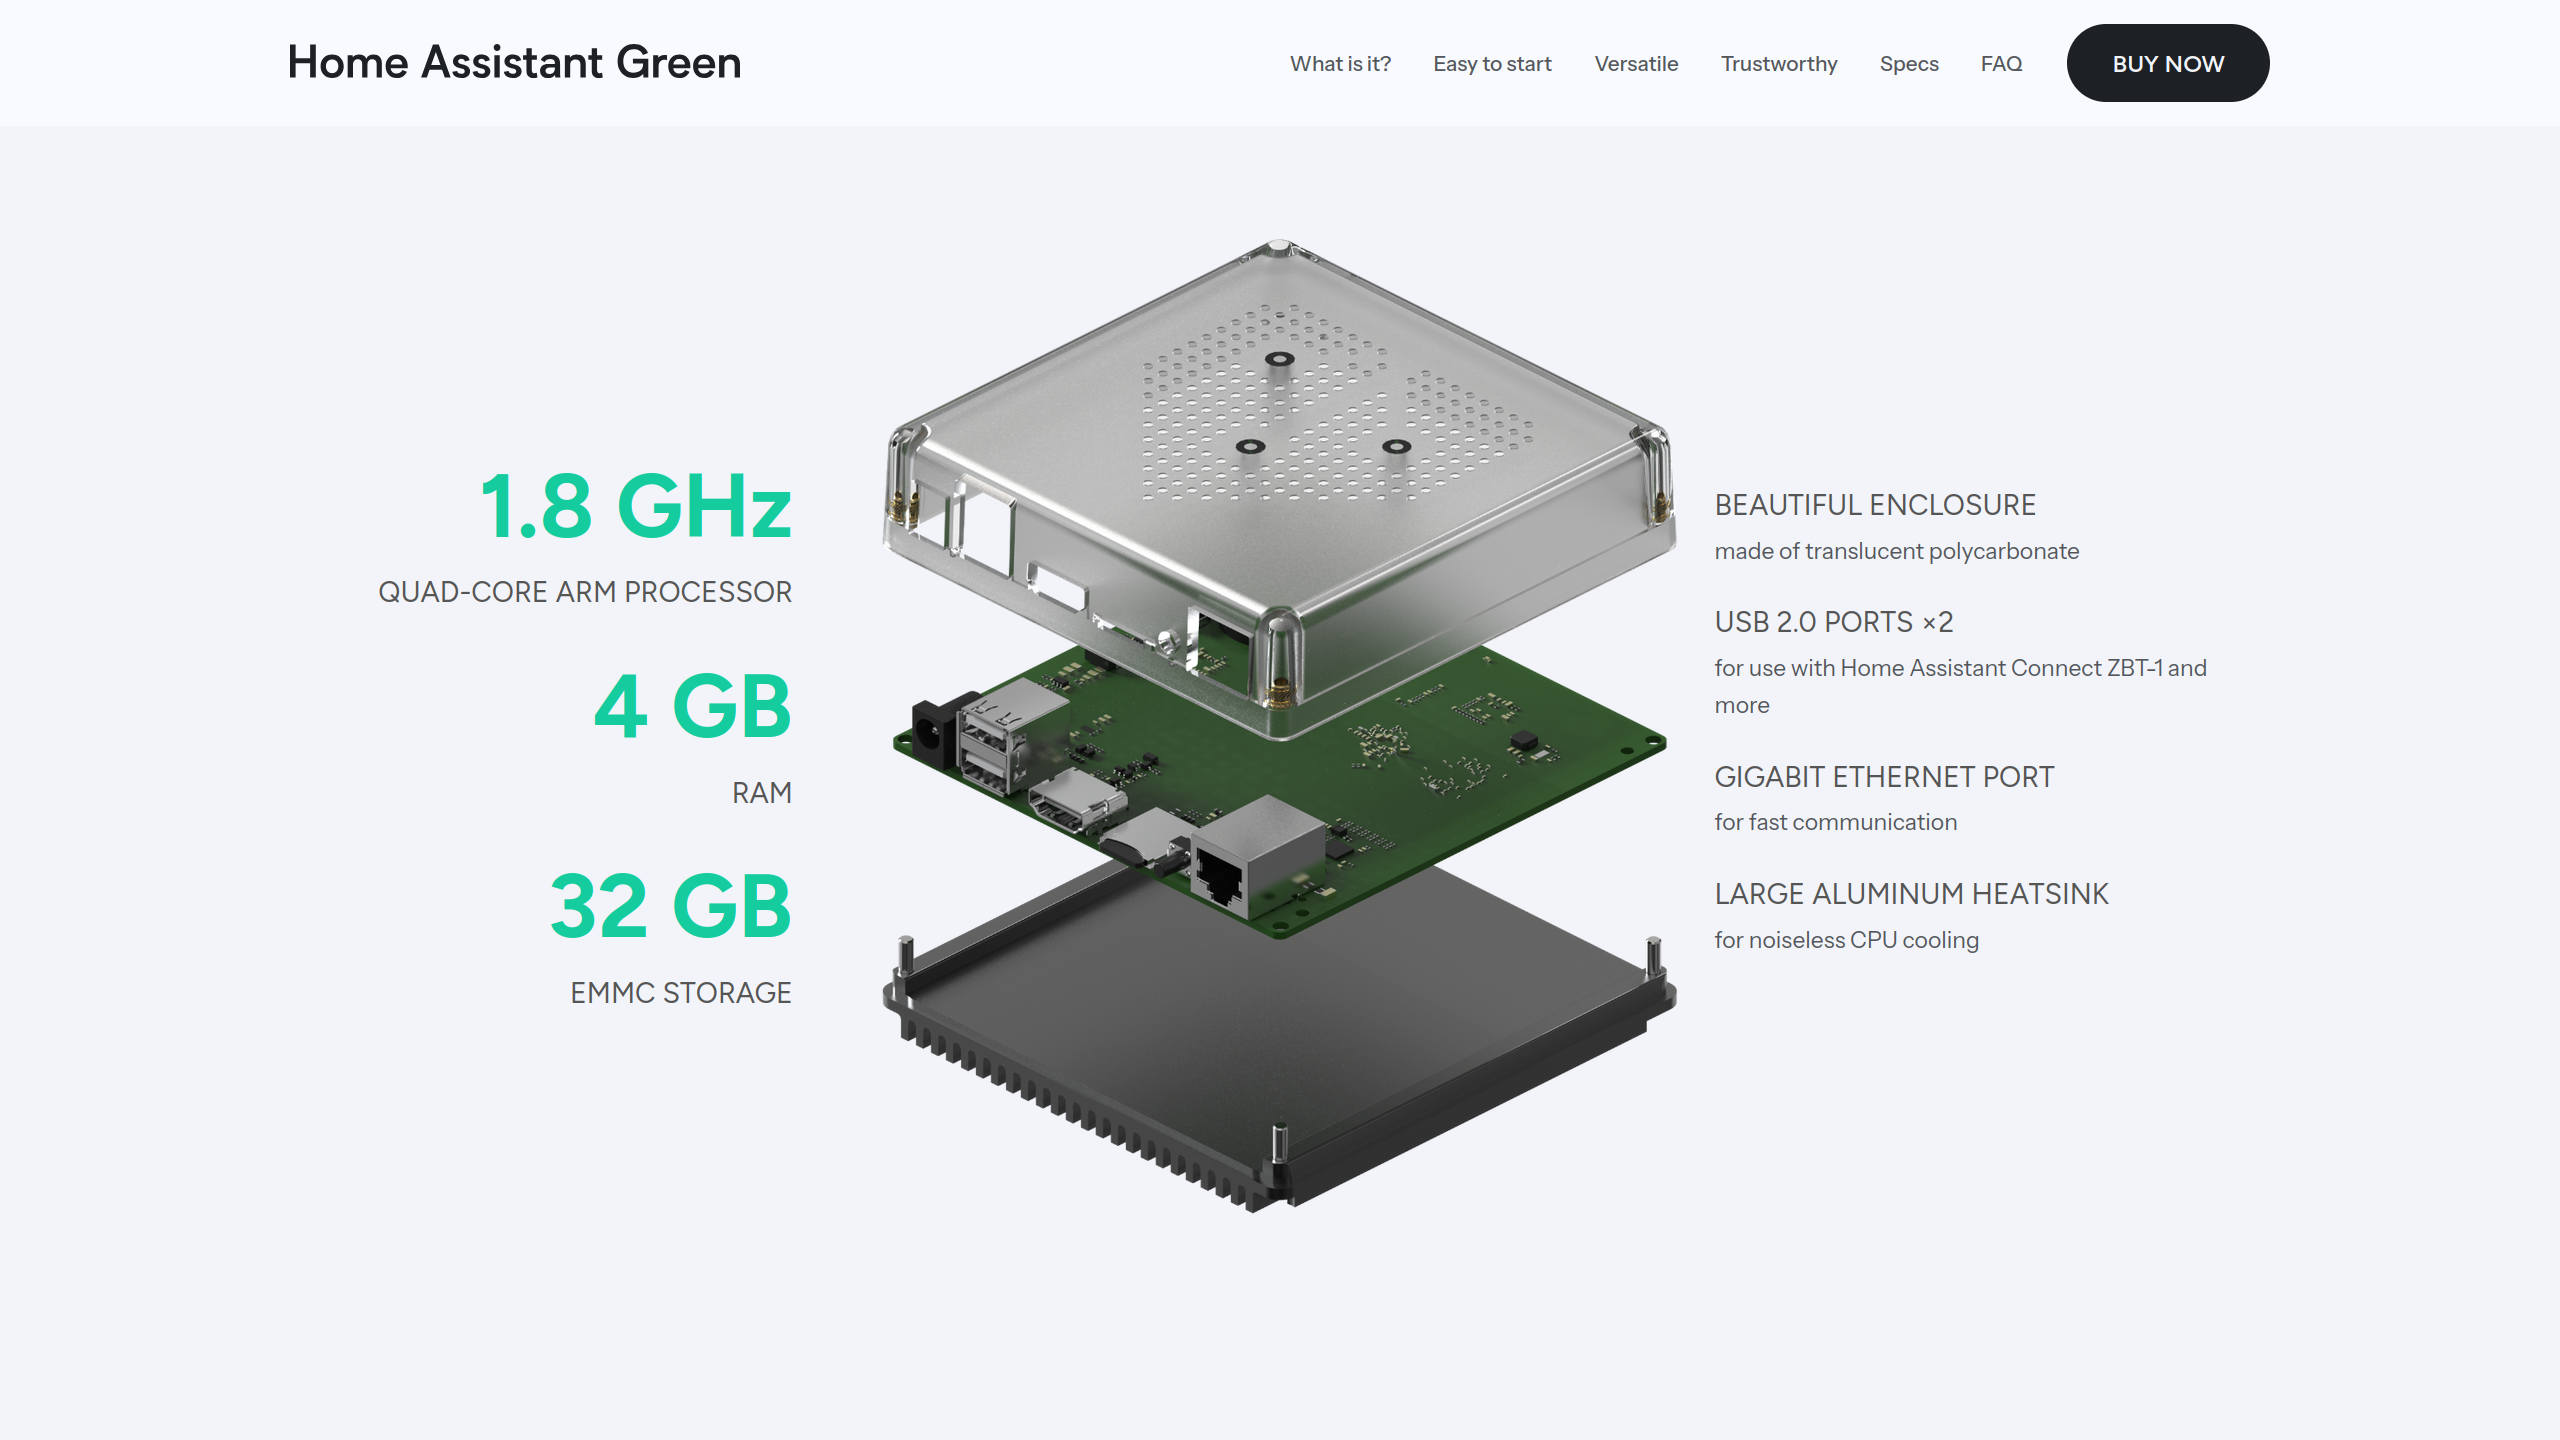 Home Assistant Green
What is it?
Easy to start
Versatile
Trustworthy
Specs
FAQ
BUY NOW
1.8 GHz
QUAD-CORE ARM PROCESSOR
4 GB
RAM
32 GB
EMMC STORAGE
BEAUTIFUL ENCLOSURE
made of translucent polycarbonate
USB 2.0 PORTS ×2
for use with Home Assistant Connect ZBT-1 and
more
GIGABIT ETHERNET PORT
for fast communication
LARGE ALUMINUM HEATSINK
for noiseless CPU cooling